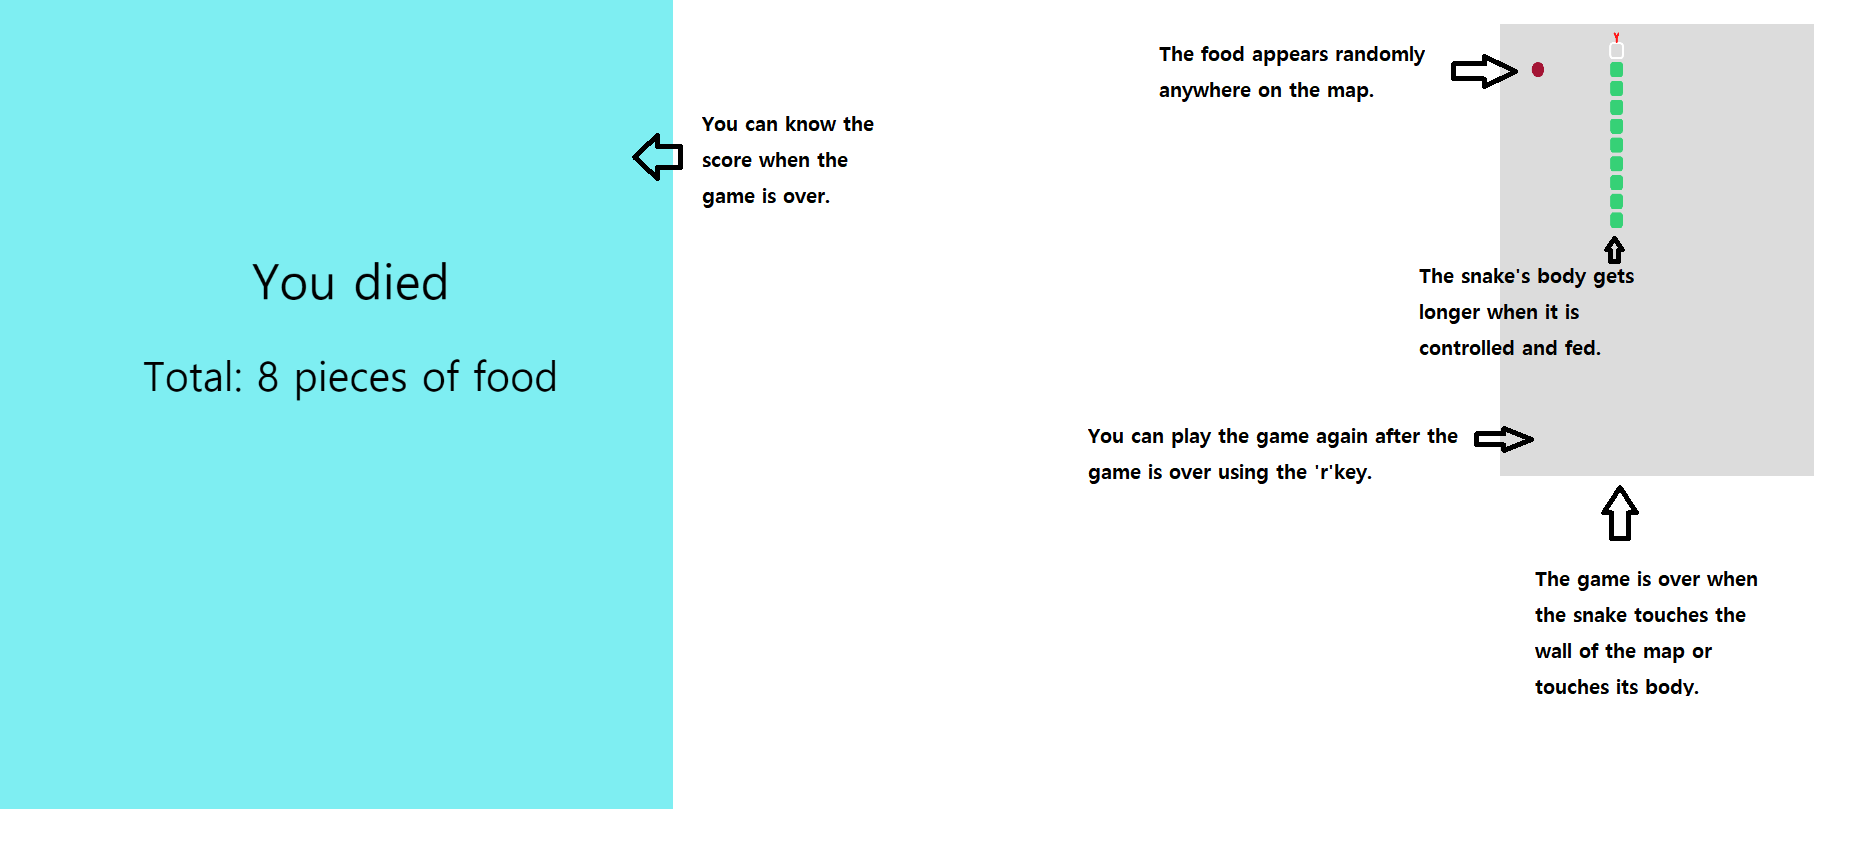 You died
Total: 8 pieces of food
You can know the
score when the
game is over.
The food appears randomly
anywhere on the map.
The snake's body gets
longer when it is
controlled and fed.
You can play the game again after the
game is over using the 'r'key.
The game is over when
the snake touches the
wall of the map or
touches its body.